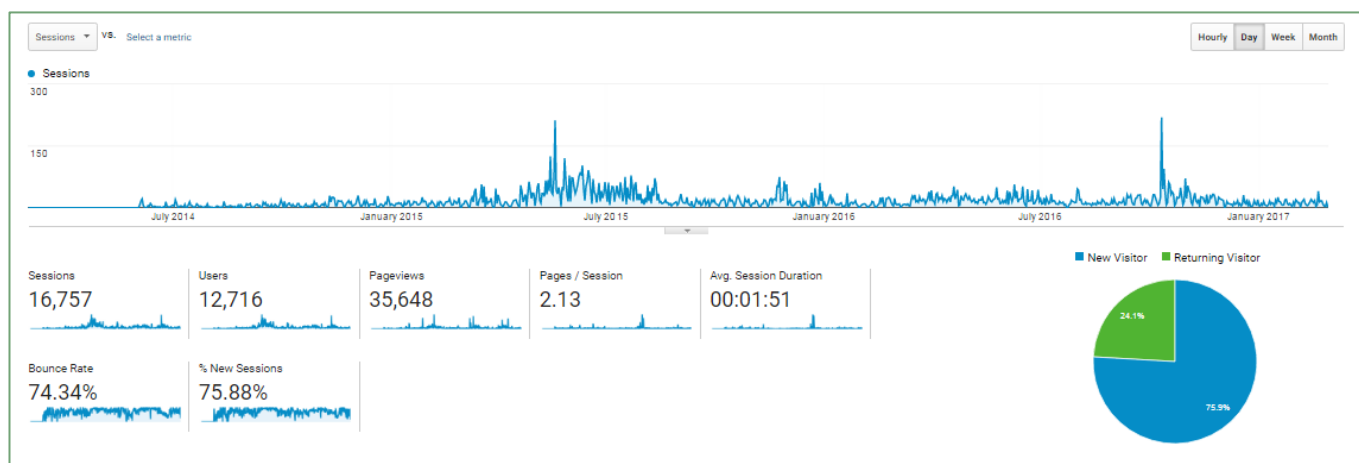 Sessions vs. Select a metric
Hourly Day Week Month
Sessions
300
150
July 2014 January 2015 July 2015 January 2016 July 2016 January 2017
New Visitor Returning Visitor
Sessions Users Pageviews Pages / Session Avg. Session Duration
16,757 12,716 35,648 2.13 00:01:51
24.1%
Bounce Rate % New Sessions
74.34% 75.88%
75.9%